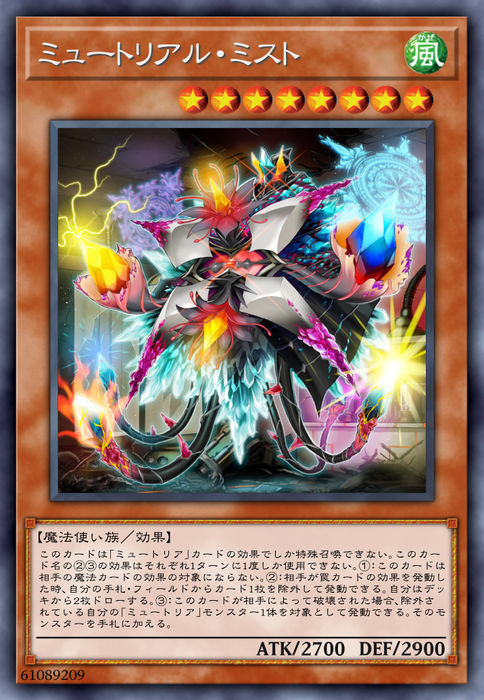 ミュートリアル・ミスト
かぜ
風
【魔法使い族／効果】
このカードは「ミュートリア」カードの効果でしか特殊召喚できない。このカー
ド名の②③の効果はそれぞれ1ターンに1度しか使用できない。①：このカードは
相手の魔法カードの効果の対象にならない。②：相手が罠カードの効果を発動し
た時、自分の手札・フィールドからカード1枚を除外して発動できる。自分はデッ
キから2枚ドローする。③：このカードが相手によって破壊された場合、除外さ
れている自分の「ミュートリア」モンスター1体を対象として発動できる。そのモ
ンスターを手札に加える。
ATK/2700 DEF/2900
61089209